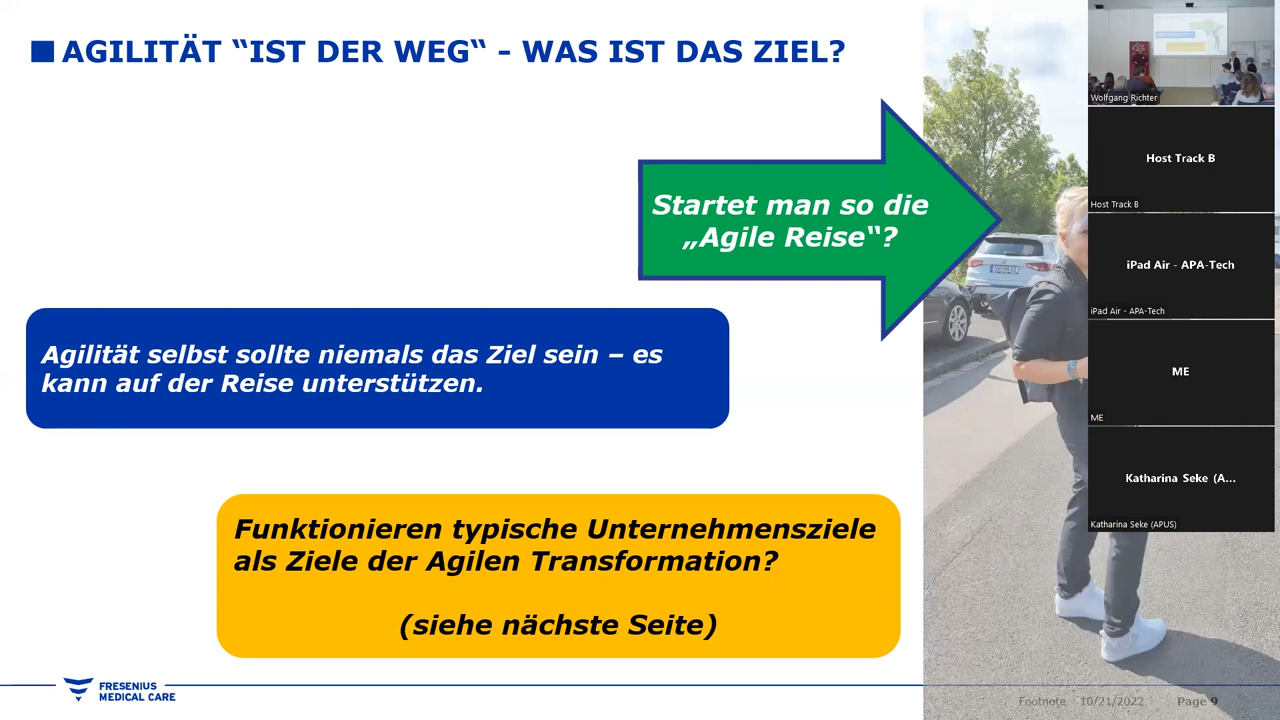 AGILITÄT “IST DER WEG“ - WAS IST DAS ZIEL?
Startet man so die
„Agile Reise“?
Agilität selbst sollte niemals das Ziel sein – es
kann auf der Reise unterstützen.
Funktionieren typische Unternehmensziele
als Ziele der Agilen Transformation?
(siehe nächste Seite)
FRESENIUS
MEDICAL CARE
Footnote 10/21/2022 Page 9
Wolfgang Richter
Host Track B
Host Track B
iPad Air - APA-Tech
iPad Air - APA-Tech
ME
ME
Katharina Seke (A...
Katharina Seke (APUS)